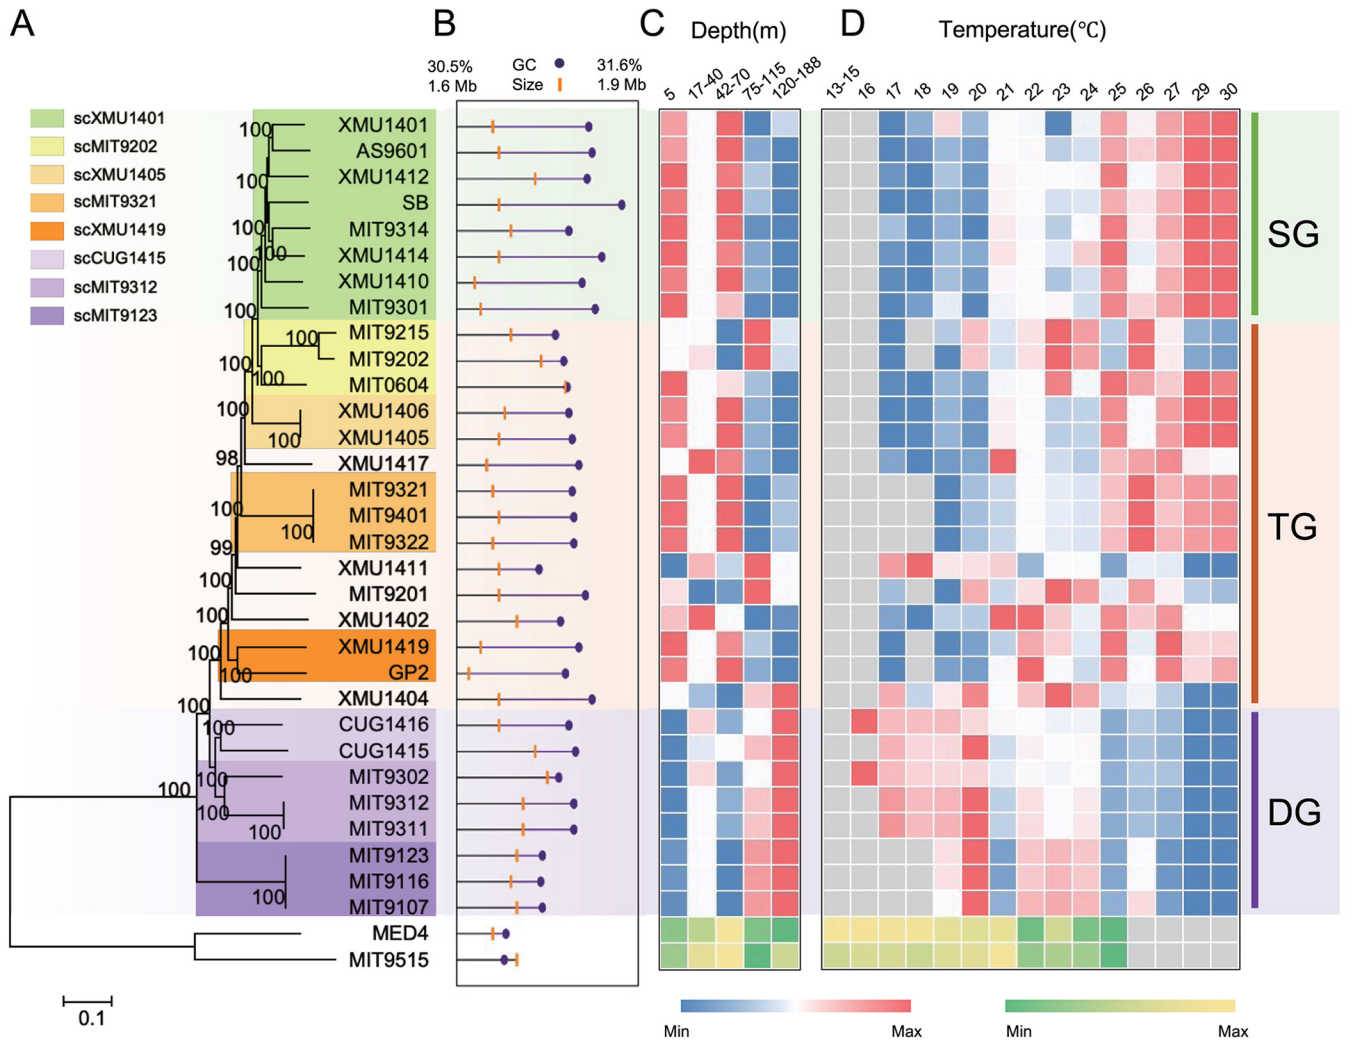 A
B
C
D
Depth(m)
Temperature(℃)
30.5%
GC
31.6%
1.6 Mb
Size
1.9 Mb
5
17-40
42-70
75-115
120-188
13-15
16
17
18
19
20
21
22
23
24
25
26
27
29
30
scXMU1401
scMIT9202
scXMU1405
scMIT9321
scXMU1419
scCUG1415
scMIT9312
scMIT9123
100
XMU1401
AS9601
100
XMU1412
SB
100
MIT9314
100
XMU1414
100
XMU1410
100
MIT9301
100
MIT9215
100
MIT9202
100
MIT0604
100
XMU1406
100
XMU1405
98
XMU1417
MIT9321
100
MIT9401
100
MIT9322
99
XMU1411
100
MIT9201
100
XMU1402
100
XMU1419
100
GP2
100
XMU1404
100
CUG1416
CUG1415
100
MIT9302
100
MIT9312
100
100
MIT9311
MIT9123
MIT9116
100
MIT9107
MED4
MIT9515
SG
TG
DG
0.1
Min
Max
Min
Max